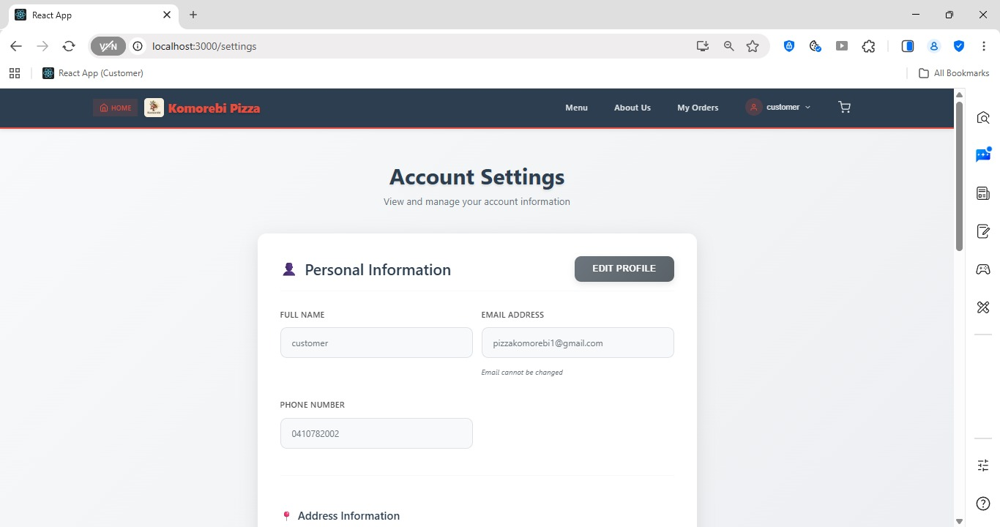 React App
VPN
localhost:3000/settings
React App (Customer)
All Bookmarks
HOME
Komorebi Pizza
Menu
About Us
My Orders
customer
Account Settings
View and manage your account information
Personal Information
EDIT PROFILE
FULL NAME
EMAIL ADDRESS
customer
pizzakomorebi1@gmail.com
Email cannot be changed
PHONE NUMBER
0410782002
Address Information